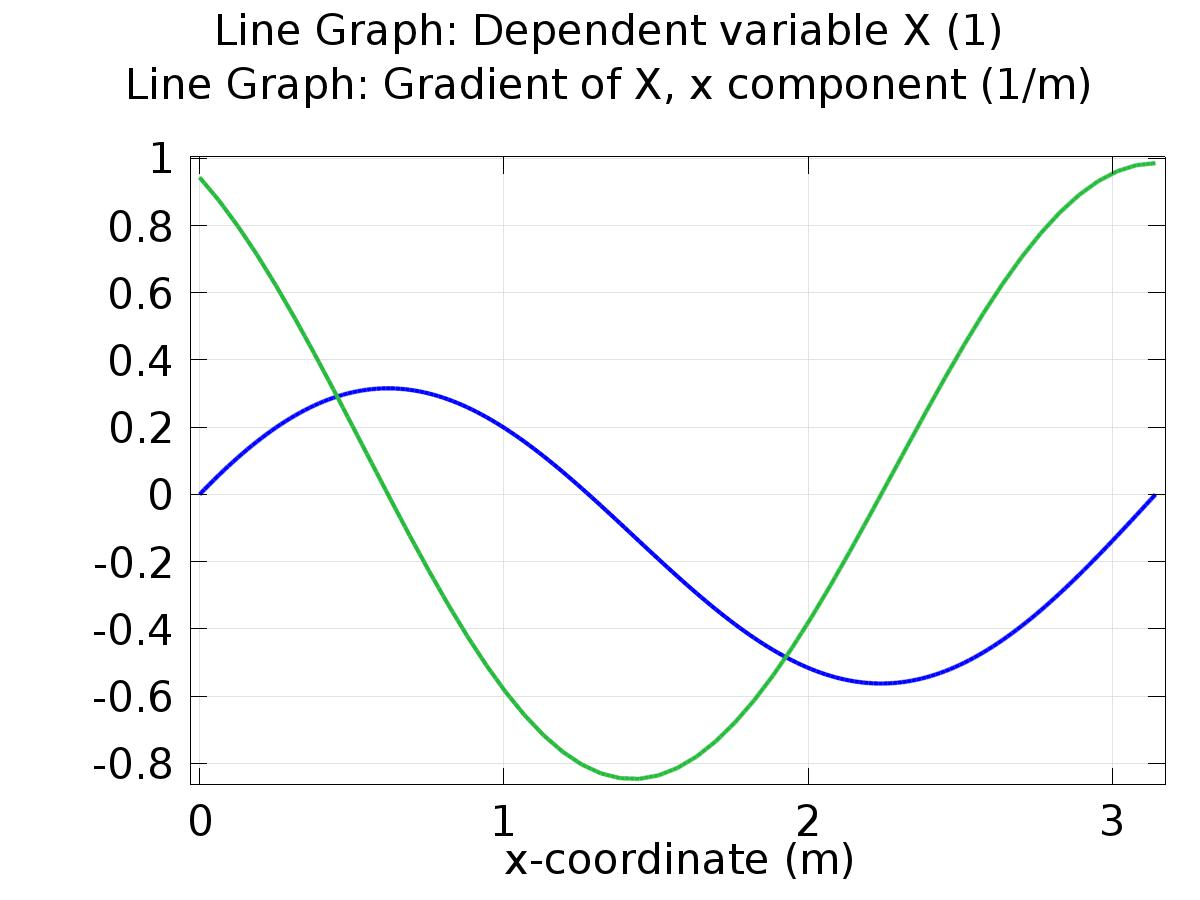 Line Graph: Dependent variable X (1)
Line Graph: Gradient of X, x component (1/m)
1
0.8
0.6
0.4
0.2
0
-0.2
-0.4
-0.6
-0.8
0 1 2 3
x-coordinate (m)